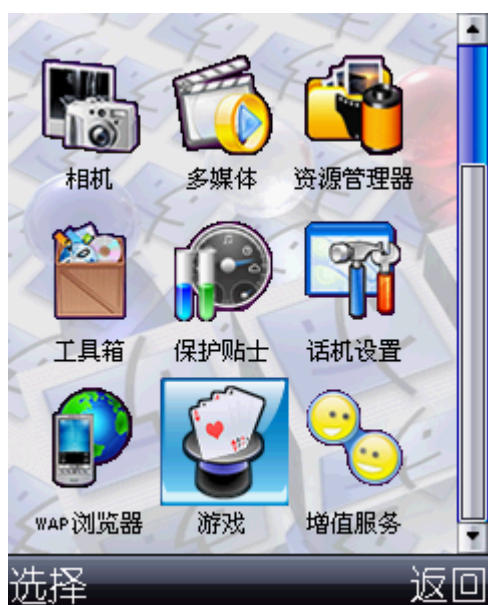 相机 多媒体 资源管理器
工具箱 保护贴士 话机设置
WAP浏览器 游戏 增值服务
选择 返回